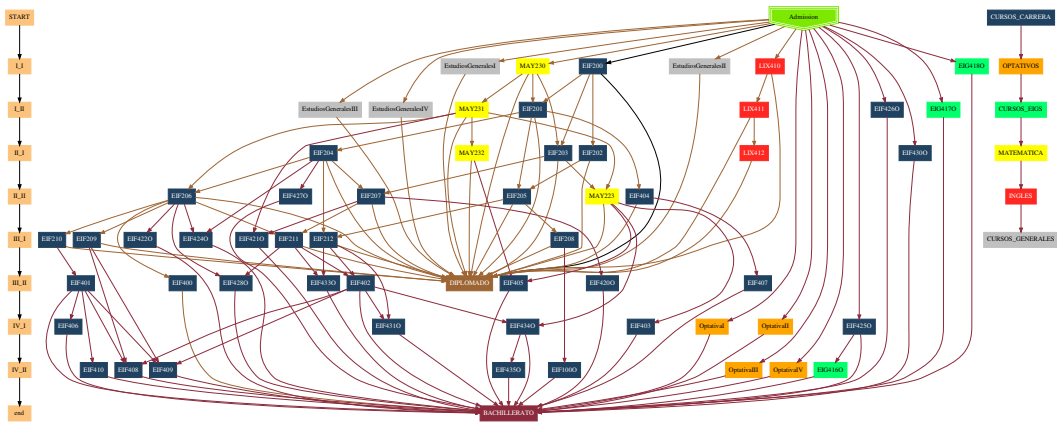 START
Admission
CURSOS_CARRERA
I_I
EstudiosGeneralesI
MAY230
EIF200
EstudiosGeneralesII
LIX410
EIG418O
OPTATIVOS
I_II
EstudiosGeneralesIII
EstudiosGeneralesIV
MAY231
EIF201
LIX411
EIF426O
EIG417O
CURSOS_EIGS
II_I
EIF204
MAY232
EIF203
EIF202
LIX412
EIF430O
MATEMATICA
II_II
EIF206
EIF427O
EIF207
EIF205
MAY223
EIF404
INGLES
III_I
EIF210
EIF209
EIF422O
EIF424O
EIF421O
EIF211
EIF212
EIF208
CURSOS_GENERALES
III_II
EIF401
EIF400
EIF428O
EIF433O
EIF402
DIPLOMADO
EIF405
EIF420O
EIF407
IV_I
EIF406
EIF431O
EIF434O
EIF403
OptativaI
OptativaII
EIF425O
IV_II
EIF410
EIF408
EIF409
EIF435O
EIF100O
OptativaIII
OptativaIV
EIG416O
end
BACHILLERATO